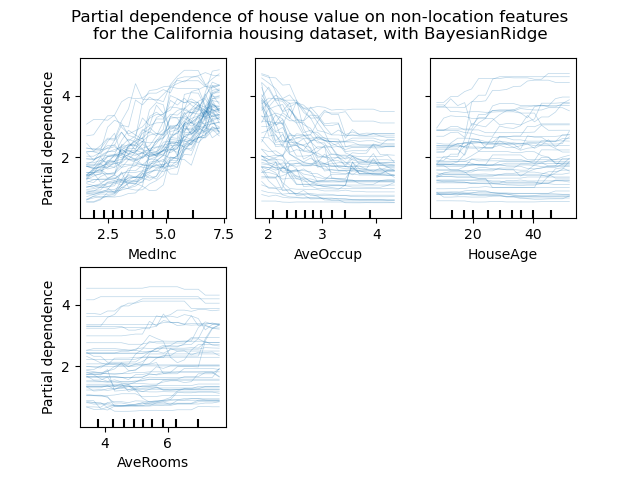 Partial dependence of house value on non-location features
for the California housing dataset, with BayesianRidge
Partial dependence
4
2
2.5 5.0 7.5
MedInc
2 3 4
AveOccup
20 40
HouseAge
Partial dependence
4
2
4 6
AveRooms